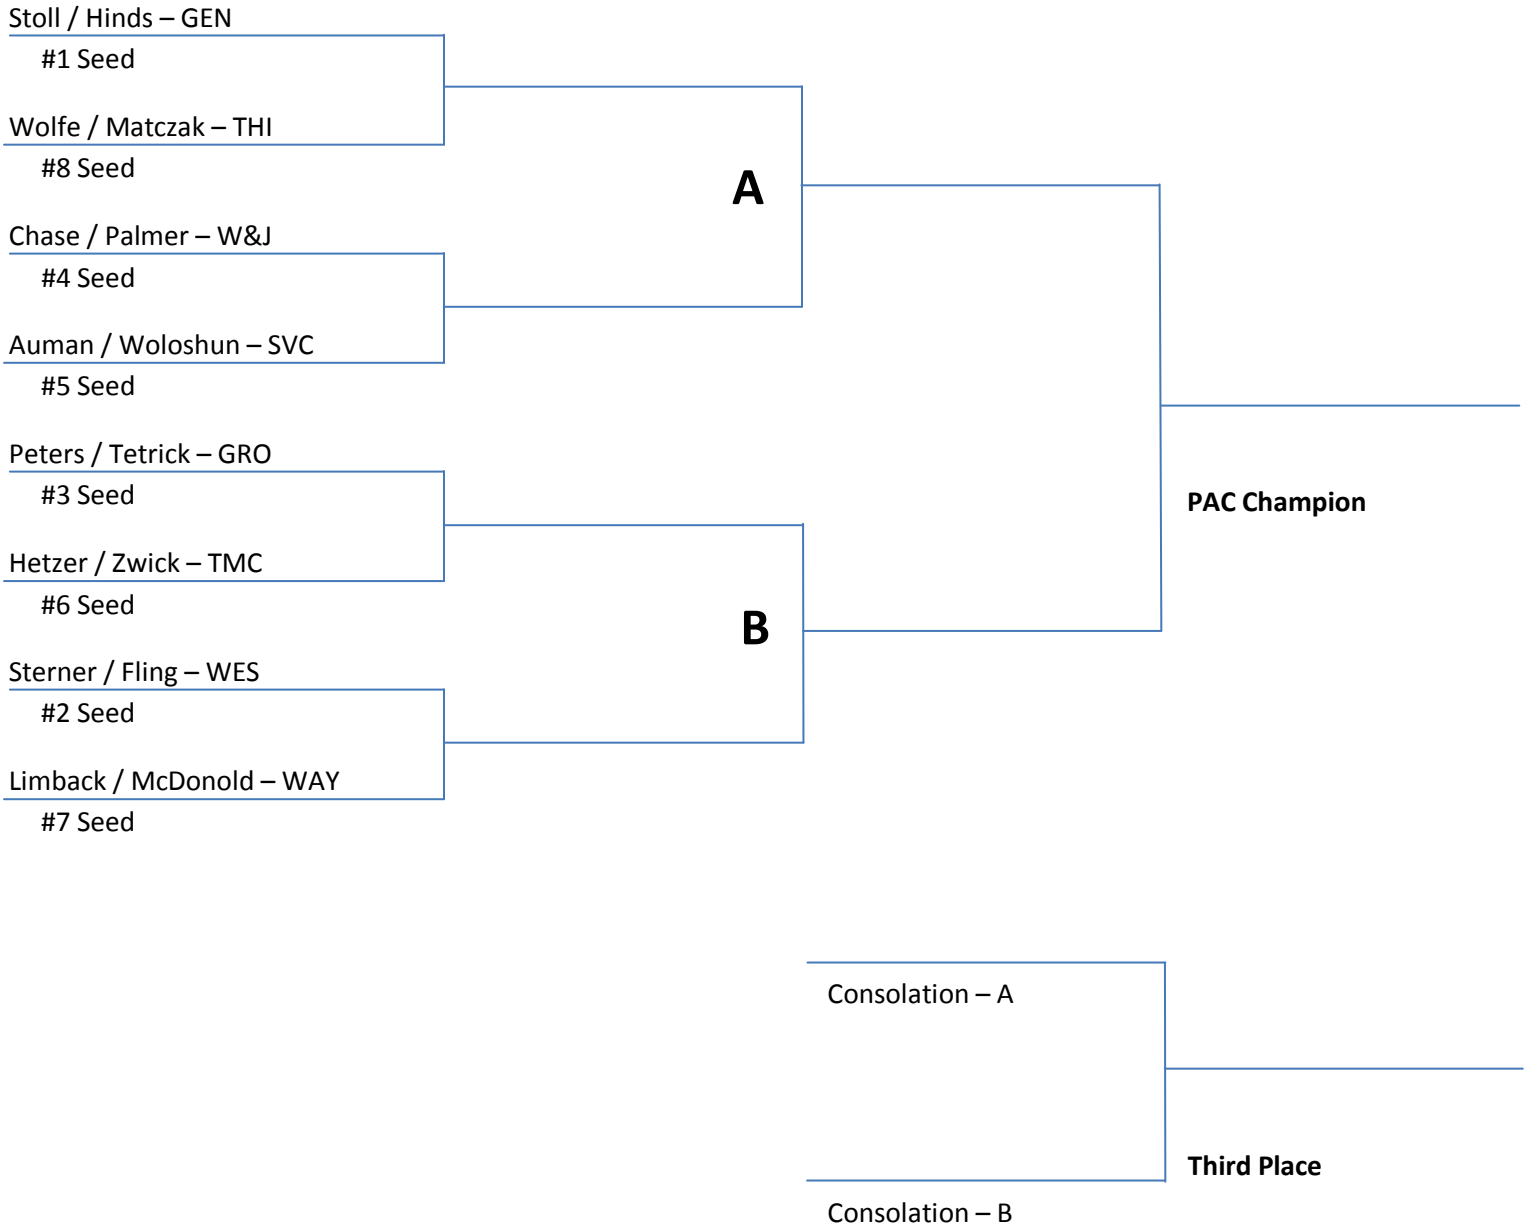 Stoll / Hinds – GEN
#1 Seed
Wolfe / Matczak – THI
#8 Seed
A
Chase / Palmer – W&J
#4 Seed
Auman / Woloshun – SVC
#5 Seed
Peters / Tetrick – GRO
#3 Seed
PAC Champion
Hetzer / Zwick – TMC
#6 Seed
B
Sterner / Fling – WES
#2 Seed
Limback / McDonold – WAY
#7 Seed
Consolation – A
Third Place
Consolation – B